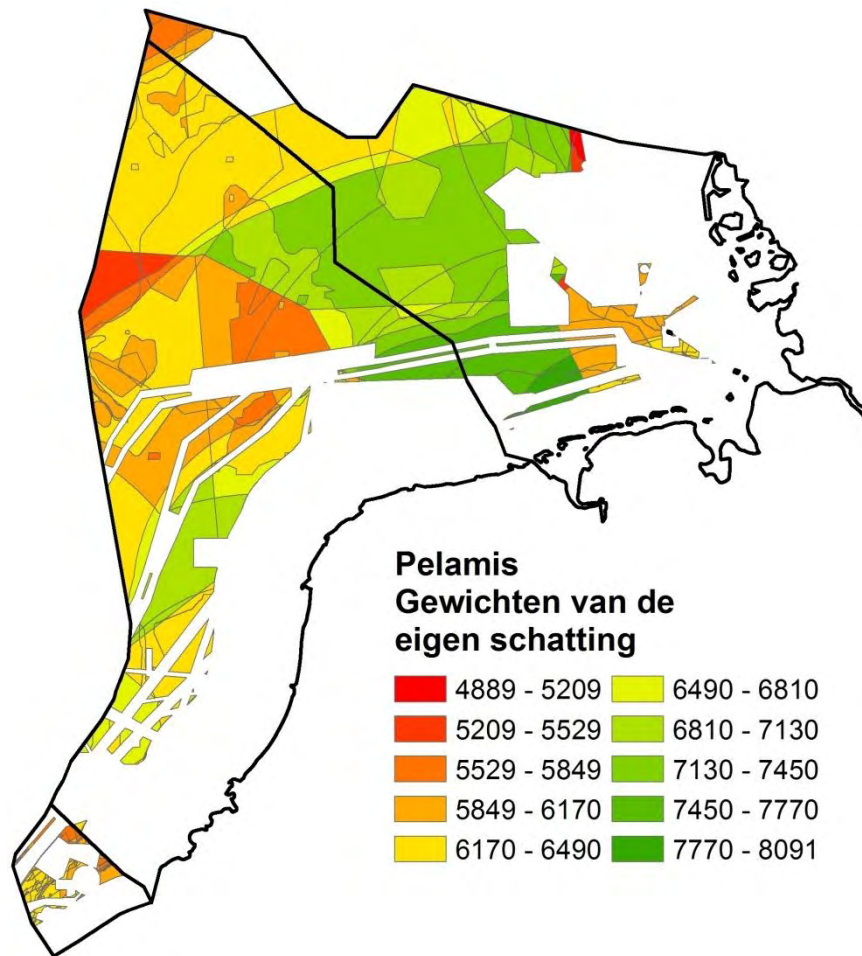 Pelamis
Gewichten van de
eigen schatting
4889 - 5209
5209 - 5529
5529 - 5849
5849 - 6170
6170 - 6490
6490 - 6810
6810 - 7130
7130 - 7450
7450 - 7770
7770 - 8091